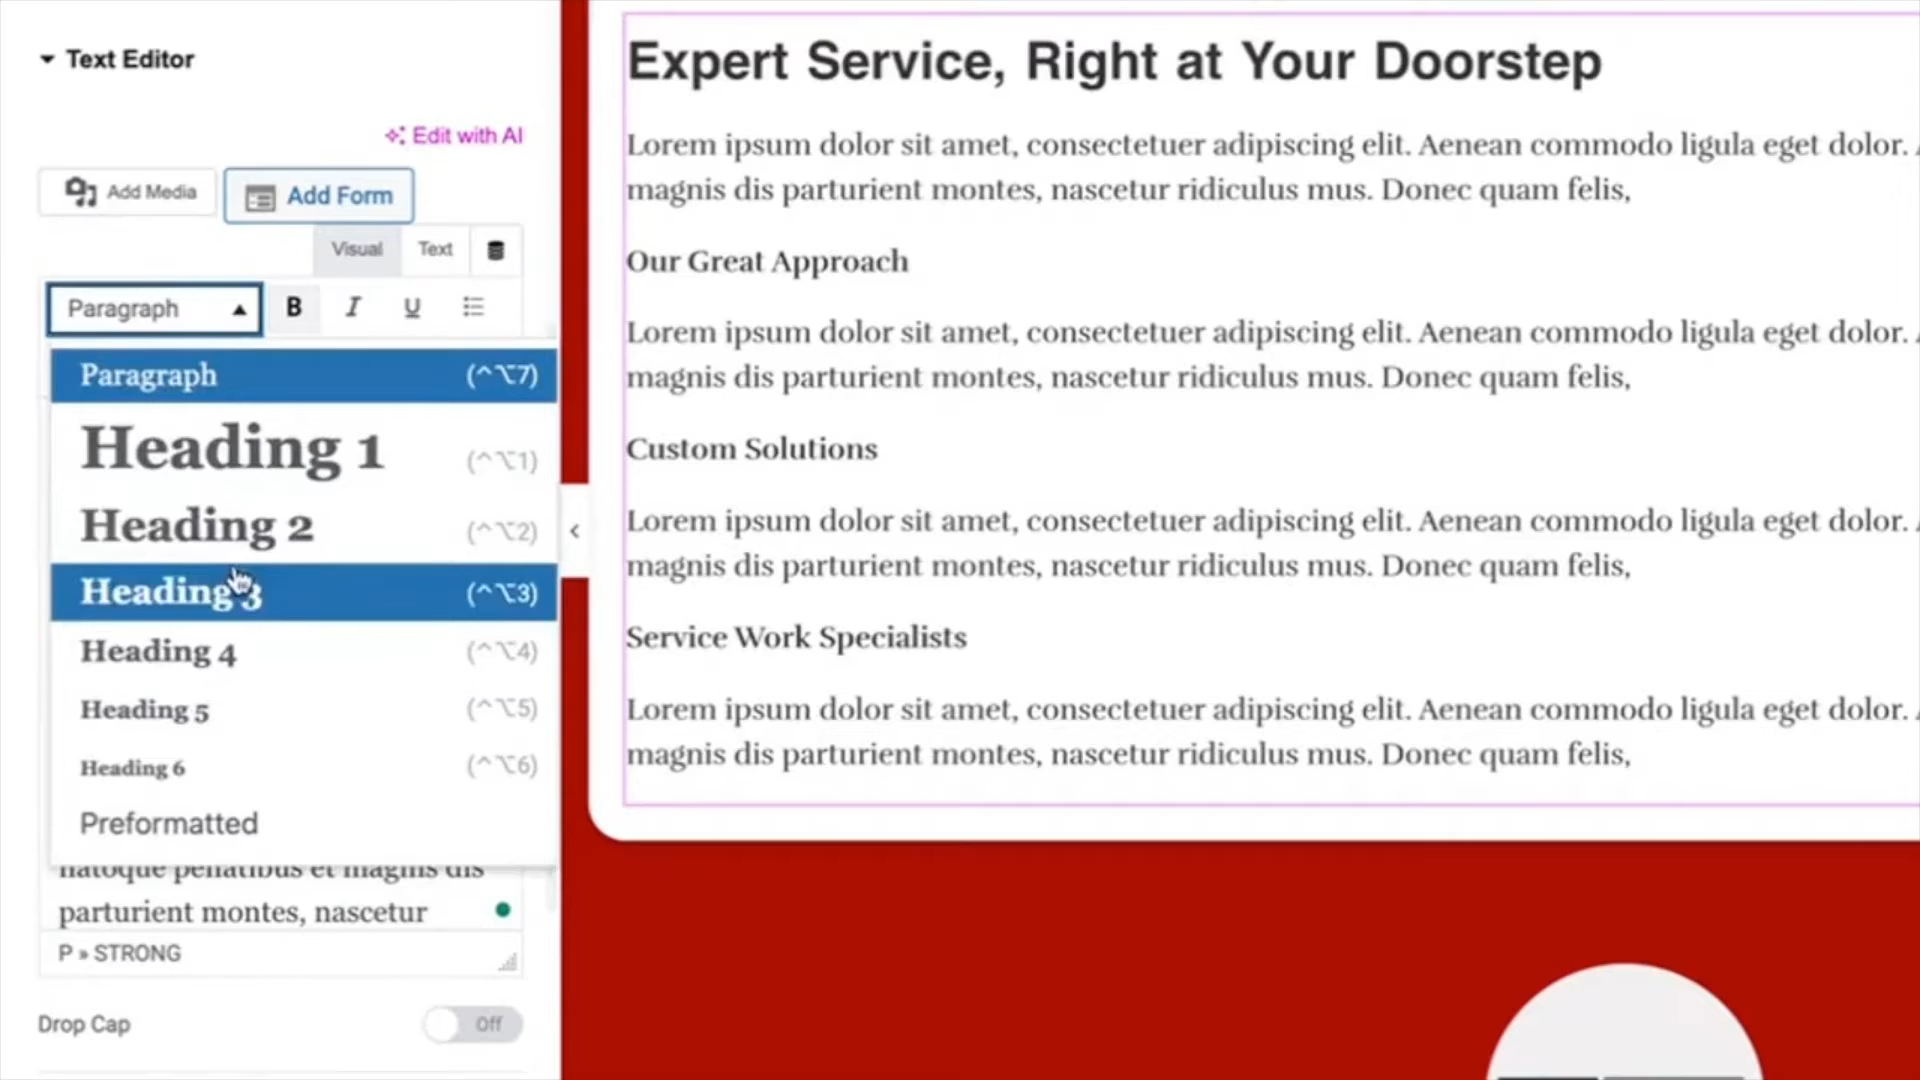 Text Editor
Edit with AI
Add Media
Add Form
Visual
Text
Paragraph
B
I
U
Paragraph (^⌥7)
Heading 1 (^⌥1)
Heading 2 (^⌥2)
Heading 3 (^⌥3)
Heading 4 (^⌥4)
Heading 5 (^⌥5)
Heading 6 (^⌥6)
Preformatted
natoque penatibus et magnis dis
parturient montes, nascetur
P » STRONG
Drop Cap
Off
Expert Service, Right at Your Doorstep
Lorem ipsum dolor sit amet, consectetuer adipiscing elit. Aenean commodo ligula eget dolor.
magnis dis parturient montes, nascetur ridiculus mus. Donec quam felis,
Our Great Approach
Lorem ipsum dolor sit amet, consectetuer adipiscing elit. Aenean commodo ligula eget dolor.
magnis dis parturient montes, nascetur ridiculus mus. Donec quam felis,
Custom Solutions
Lorem ipsum dolor sit amet, consectetuer adipiscing elit. Aenean commodo ligula eget dolor.
magnis dis parturient montes, nascetur ridiculus mus. Donec quam felis,
Service Work Specialists
Lorem ipsum dolor sit amet, consectetuer adipiscing elit. Aenean commodo ligula eget dolor.
magnis dis parturient montes, nascetur ridiculus mus. Donec quam felis,